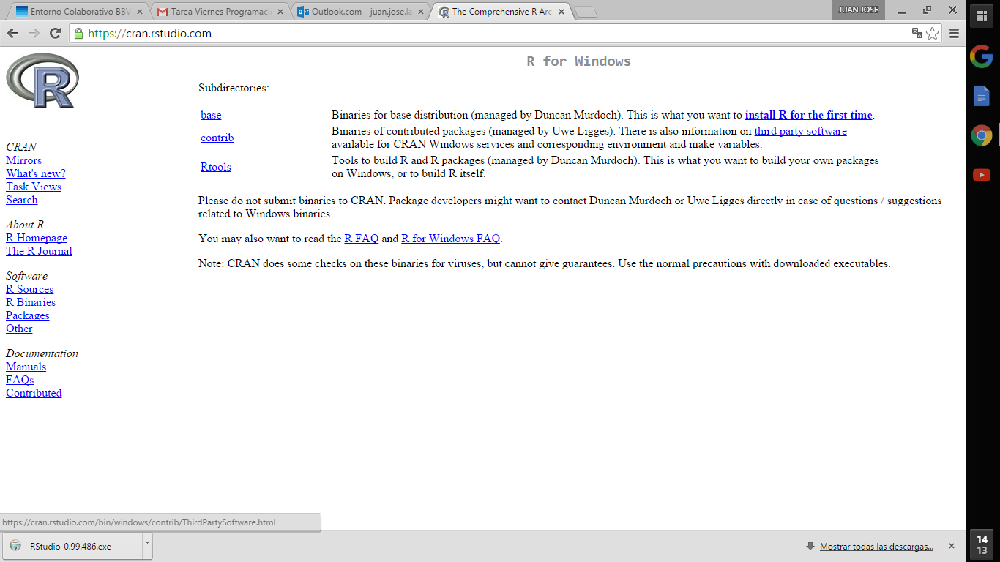 Entorno Colaborativo BBV
Tarea Viernes Programaci
Outlook.com - juan.jose.la
The Comprehensive R Arc
JUAN JOSE
https://cran.rstudio.com
R
CRAN
Mirrors
What's new?
Task Views
Search
About R
R Homepage
The R Journal
Software
R Sources
R Binaries
Packages
Other
Documentation
Manuals
FAQs
Contributed
R for Windows
Subdirectories:
base
Binaries for base distribution (managed by Duncan Murdoch). This is what you want to install R for the first time.
contrib
Binaries of contributed packages (managed by Uwe Ligges). There is also information on third party software
available for CRAN Windows services and corresponding environment and make variables.
Rtools
Tools to build R and R packages (managed by Duncan Murdoch). This is what you want to build your own packages
on Windows, or to build R itself.
Please do not submit binaries to CRAN. Package developers might want to contact Duncan Murdoch or Uwe Ligges directly in case of questions / suggestions
related to Windows binaries.
You may also want to read the R FAQ and R for Windows FAQ.
Note: CRAN does some checks on these binaries for viruses, but cannot give guarantees. Use the normal precautions with downloaded executables.
https://cran.rstudio.com/bin/windows/contrib/ThirdPartySoftware.html
RStudio-0.99.486.exe
Mostrar todas las descargas...
14
13